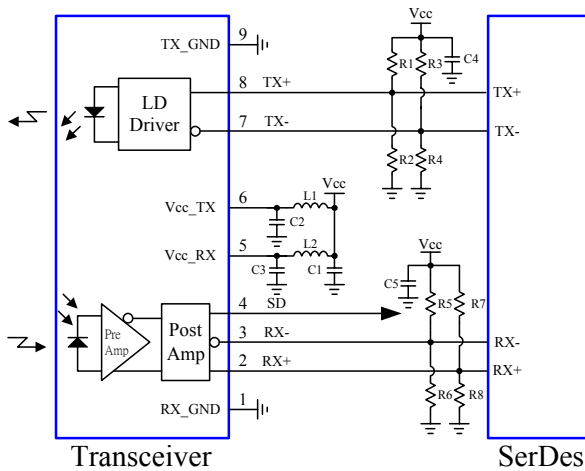 Vcc
9
TX_GND
R1
R3
C4
8
TX+
TX+
LD
Driver
7
TX-
TX-
R2
R4
6
Vcc_TX
L1
Vcc
C2
5
Vcc_RX
L2
C3
C1
Vcc
C5
4
SD
R5
R7
Pre
Amp
Post
Amp
3
RX-
RX-
2
RX+
RX+
R6
R8
1
RX_GND
Transceiver
SerDes